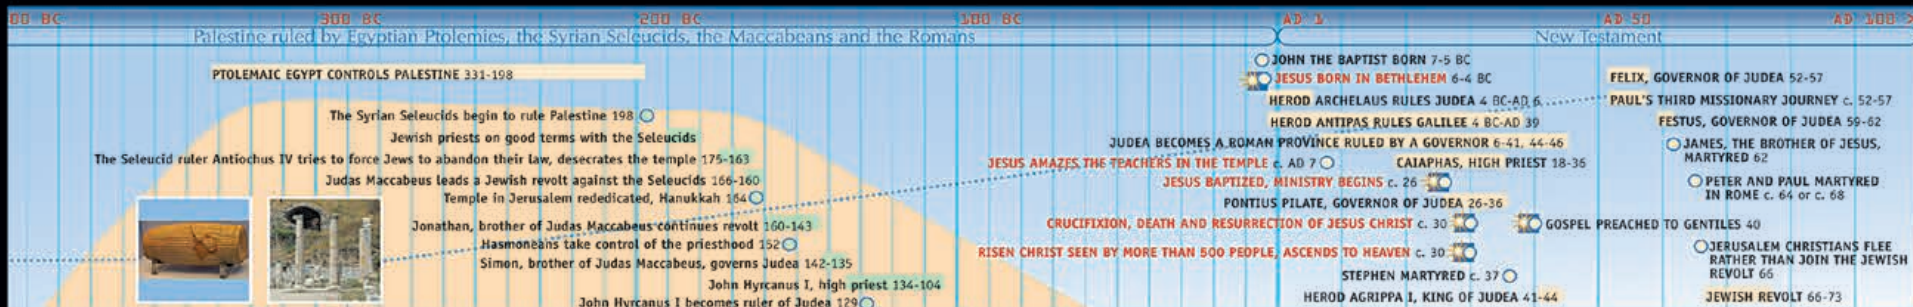 00 BC 300 BC 200 BC 100 BC AD 1 AD 50 AD 100
Palestine ruled by Egyptian Ptolemies, the Syrian Seleucids, the Maccabeans and the Romans
New Testament
PTOLEMAIC EGYPT CONTROLS PALESTINE 331-198
The Syrian Seleucids begin to rule Palestine 198
Jewish priests on good terms with the Seleucids
The Seleucid ruler Antiochus IV tries to force Jews to abandon their law, desecrates the temple 175-163
Judas Maccabeus leads a Jewish revolt against the Seleucids 166-160
Temple in Jerusalem rededicated, Hanukkah 164
Jonathan, brother of Judas Maccabeus continues revolt 160-143
Hasmoneans take control of the priesthood 152
Simon, brother of Judas Maccabeus, governs Judea 142-135
John Hyrcanus I, high priest 134-104
John Hyrcanus I becomes ruler of Judea 129
JOHN THE BAPTIST BORN 7-5 BC
JESUS BORN IN BETHLEHEM 6-4 BC
HEROD ARCHELAUS RULES JUDEA 4 BC-AD 6
HEROD ANTIPAS RULES GALILEE 4 BC-AD 39
JUDEA BECOMES A ROMAN PROVINCE RULED BY A GOVERNOR 6-41, 44-46
JESUS AMAZES THE TEACHERS IN THE TEMPLE c. AD 7
CAIAPHAS, HIGH PRIEST 18-36
JESUS BAPTIZED, MINISTRY BEGINS c. 26
PONTIUS PILATE, GOVERNOR OF JUDEA 26-36
CRUCIFIXION, DEATH AND RESURRECTION OF JESUS CHRIST c. 30
GOSPEL PREACHED TO GENTILES 40
RISEN CHRIST SEEN BY MORE THAN 500 PEOPLE, ASCENDS TO HEAVEN c. 30
STEPHEN MARTYRED c. 37
HEROD AGRIPPA I, KING OF JUDEA 41-44
FELIX, GOVERNOR OF JUDEA 52-57
PAUL'S THIRD MISSIONARY JOURNEY c. 52-57
FESTUS, GOVERNOR OF JUDEA 59-62
JAMES, THE BROTHER OF JESUS,
MARTYRED 62
PETER AND PAUL MARTYRED
IN ROME c. 64 or c. 68
JERUSALEM CHRISTIANS FLEE
RATHER THAN JOIN THE JEWISH
REVOLT 66
JEWISH REVOLT 66-73